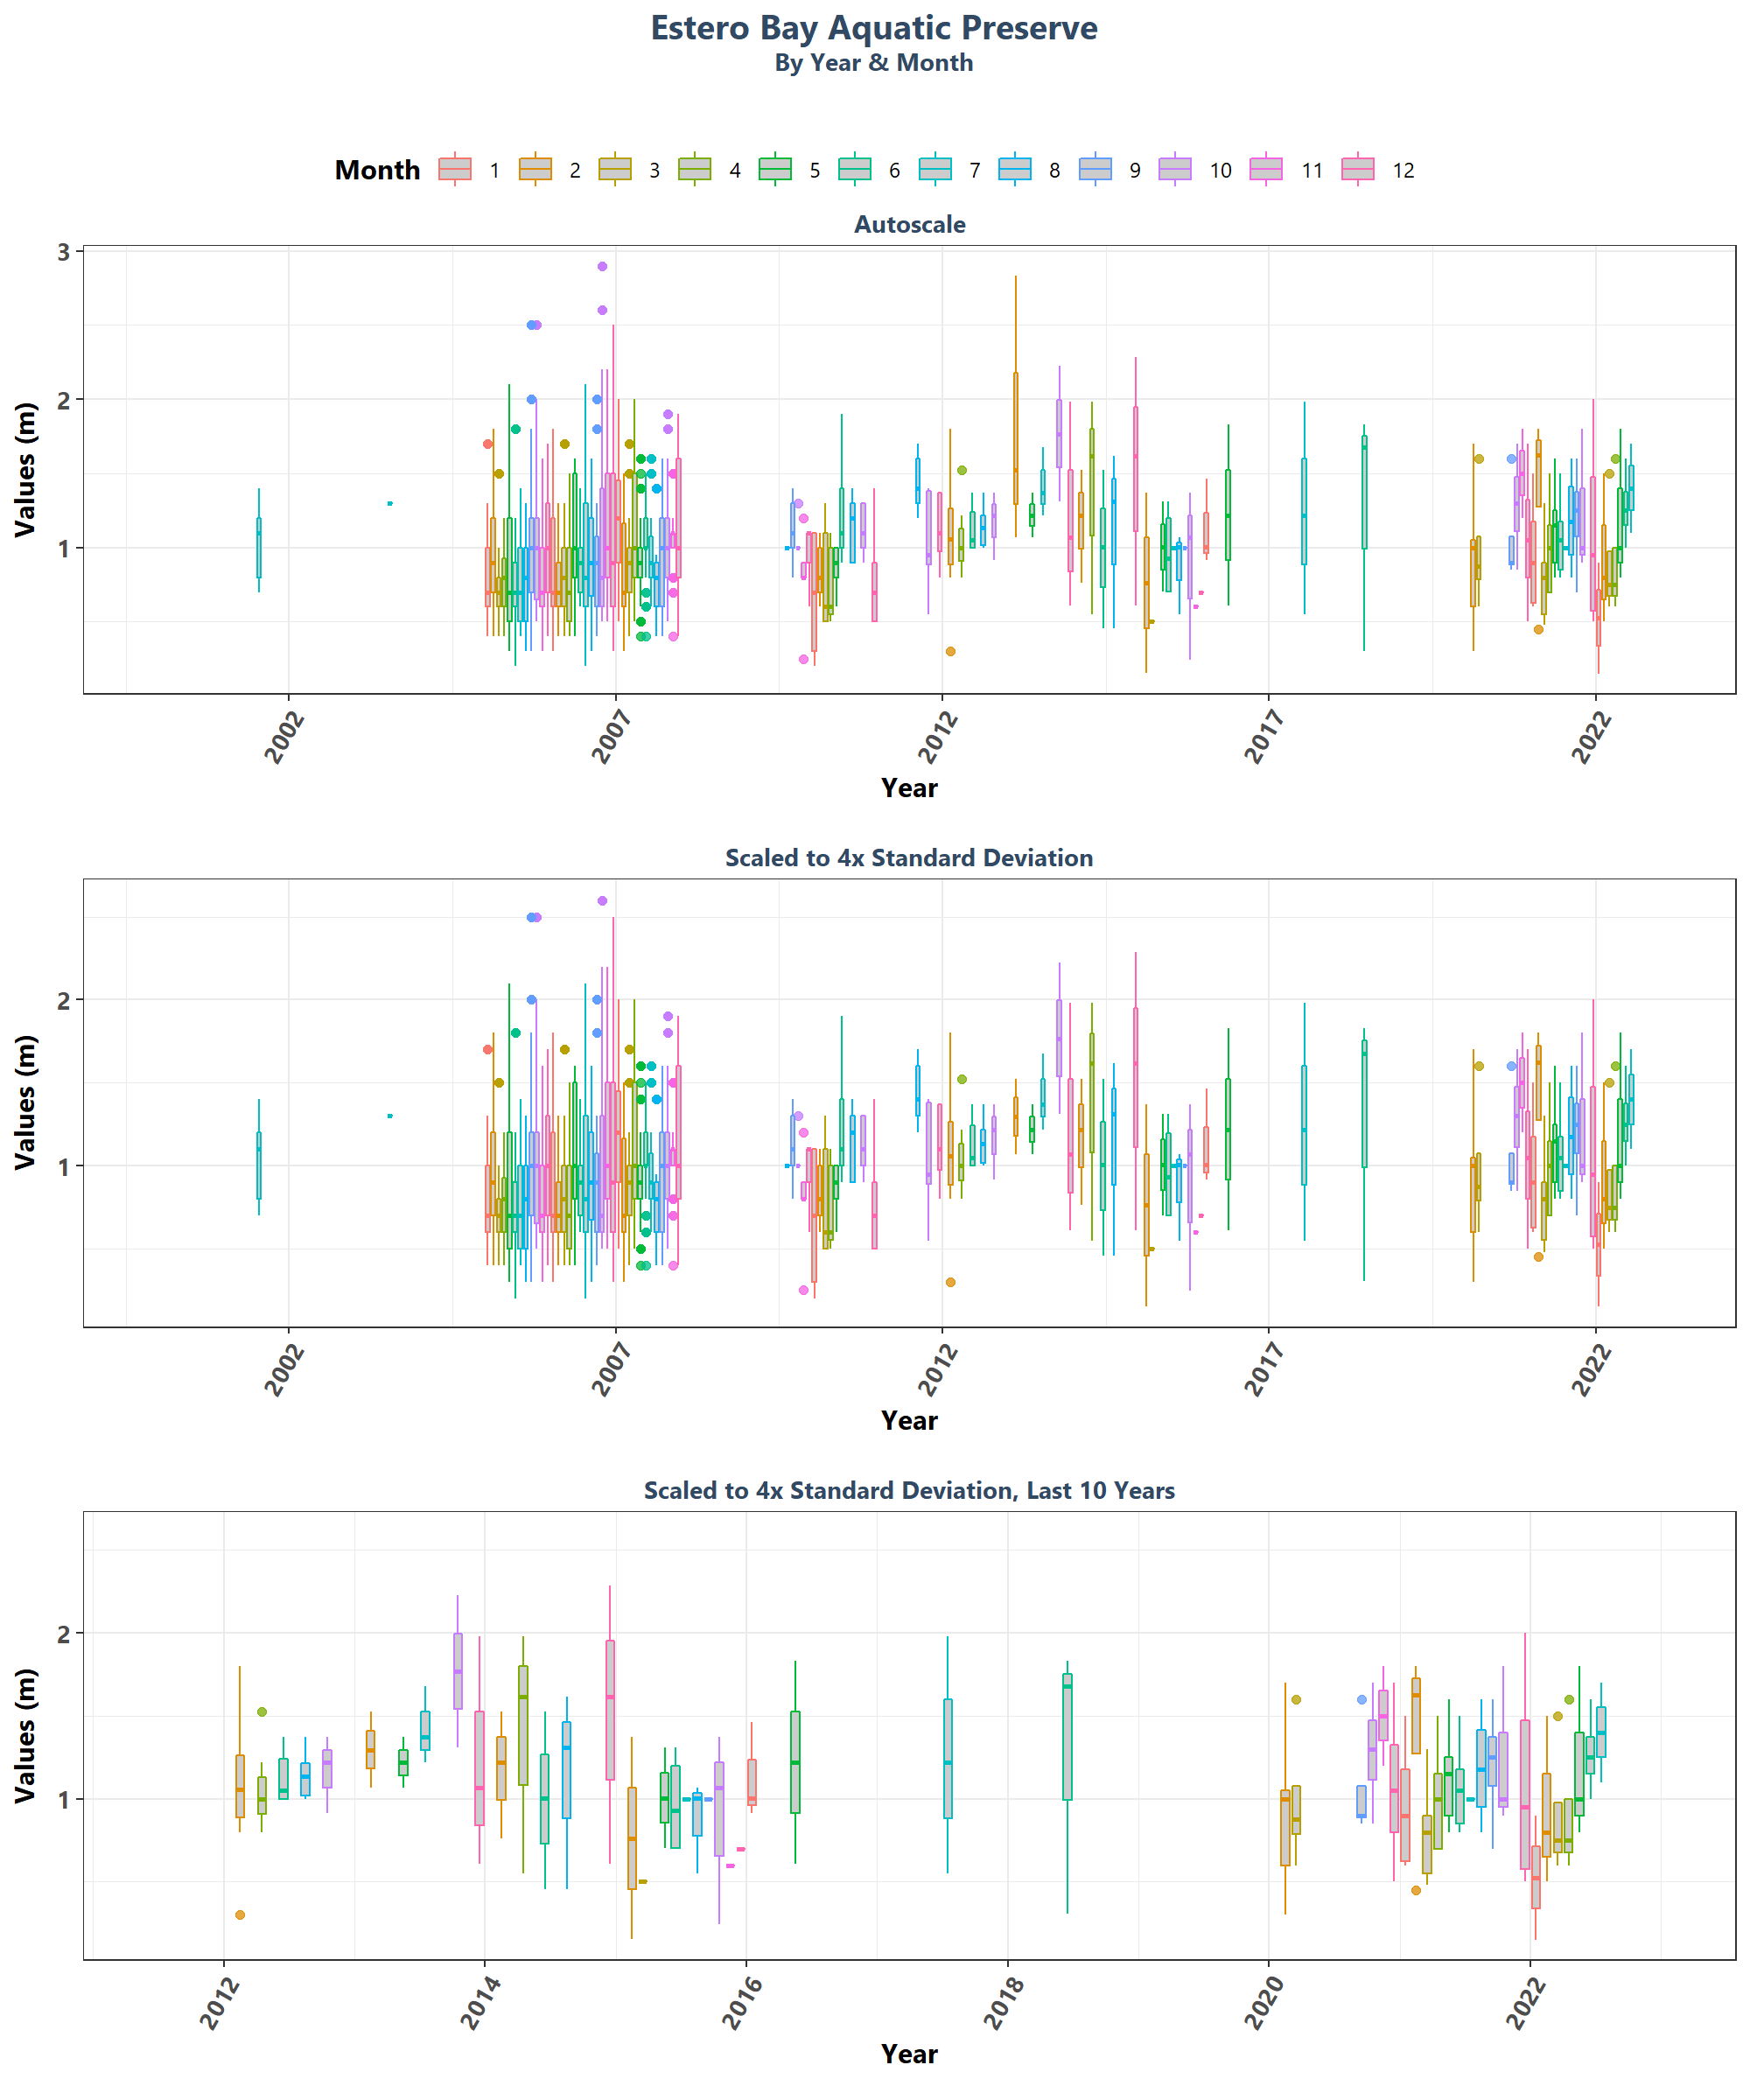 Estero Bay Aquatic Preserve
By Year & Month
Month 1 2 3 4 5 6 7 8 9 10 11 12
Autoscale
Values (m)
3
2
1
2002 2007 2012 2017 2022
Year
Scaled to 4x Standard Deviation
Values (m)
2
1
2002 2007 2012 2017 2022
Year
Scaled to 4x Standard Deviation, Last 10 Years
Values (m)
2
1
2012 2014 2016 2018 2020 2022
Year